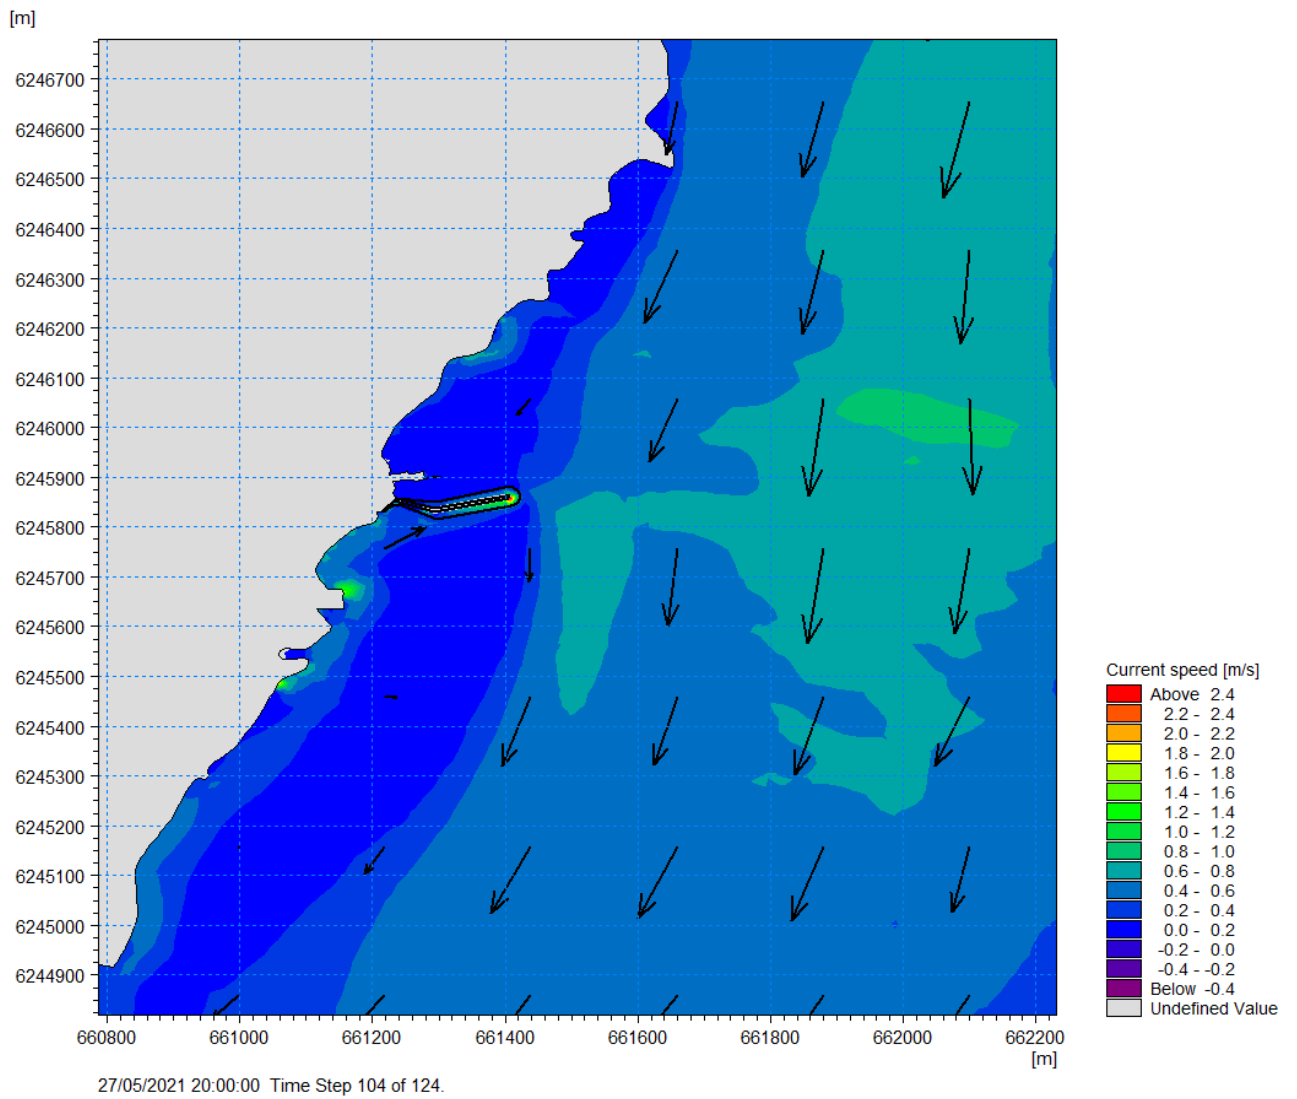 [m]
6246700
6246600
6246500
6246400
6246300
6246200
6246100
6246000
6245900
6245800
6245700
6245600
6245500
6245400
6245300
6245200
6245100
6245000
6244900
660800 661000 661200 661400 661600 661800 662000 662200
[m]
27/05/2021 20:00:00 Time Step 104 of 124.
Current speed [m/s]
Above 2.4
2.2 - 2.4
2.0 - 2.2
1.8 - 2.0
1.6 - 1.8
1.4 - 1.6
1.2 - 1.4
1.0 - 1.2
0.8 - 1.0
0.6 - 0.8
0.4 - 0.6
0.2 - 0.4
0.0 - 0.2
-0.2 - 0.0
-0.4 - -0.2
Below -0.4
Undefined Value